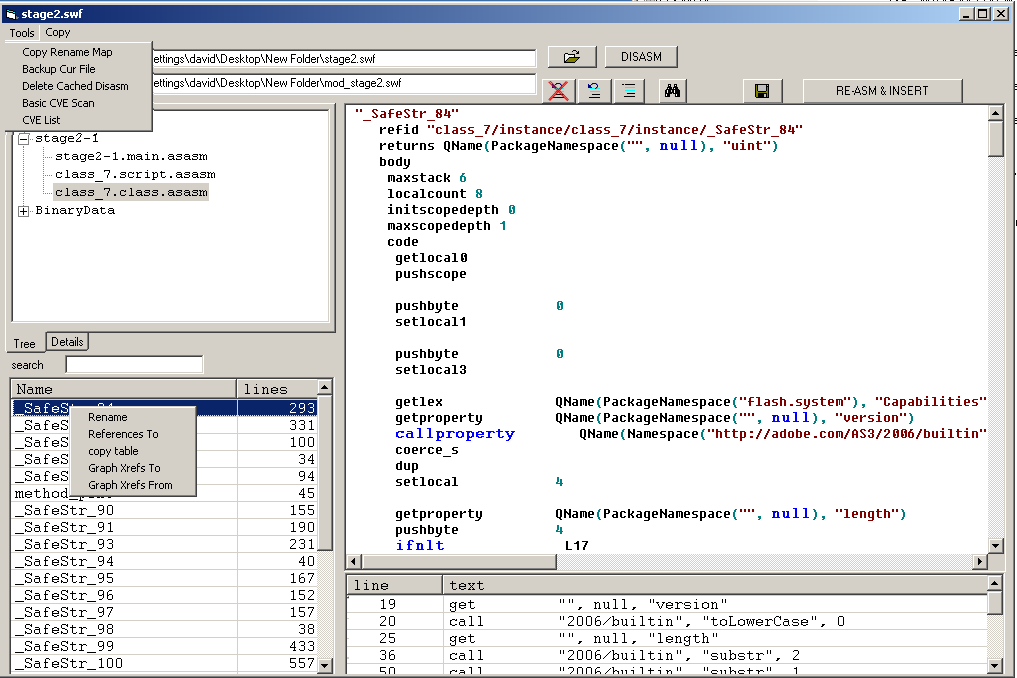 stage2.swf
Tools Copy
Copy Rename Map
Backup Cur File
Delete Cached Disasm
Basic CVE Scan
CVE List
ettings\david\Desktop\New Folder\stage2.swf
DISASM
ettings\david\Desktop\New Folder\mod_stage2.swf
RE-ASM & INSERT
stage2-1
stage2-1.main.asasm
class_7.script.asasm
class_7.class.asasm
BinaryData
Tree Details
search
Name lines
_SafeStr_84 293
_SafeS 331
_SafeS 100
_SafeS 34
_SafeS 94
method_ 45
_SafeStr_90 155
_SafeStr_91 190
_SafeStr_93 231
_SafeStr_94 40
_SafeStr_95 167
_SafeStr_96 152
_SafeStr_97 157
_SafeStr_98 38
_SafeStr_99 433
_SafeStr_100 557
Rename
References To
copy table
Graph Xrefs To
Graph Xrefs From
"_SafeStr_84"
refid "class_7/instance/class_7/instance/_SafeStr_84"
returns QName(PackageNamespace("", null), "uint")
body
maxstack 6
localcount 8
initscopedepth 0
maxscopedepth 1
code
getlocal0
pushscope
pushbyte 0
setlocal1
pushbyte 0
setlocal3
getlex QName(PackageNamespace("flash.system"), "Capabilities"
getproperty QName(PackageNamespace("", null), "version")
callproperty QName(Namespace("http://adobe.com/AS3/2006/builtin"
coerce_s
dup
setlocal 4
getproperty QName(PackageNamespace("", null), "length")
pushbyte 4
ifnlt L17
line text
19 get "", null, "version"
20 call "2006/builtin", "toLowerCase", 0
25 get "", null, "length"
36 call "2006/builtin", "substr", 2
50 call "2006/builtin", "substr", 1